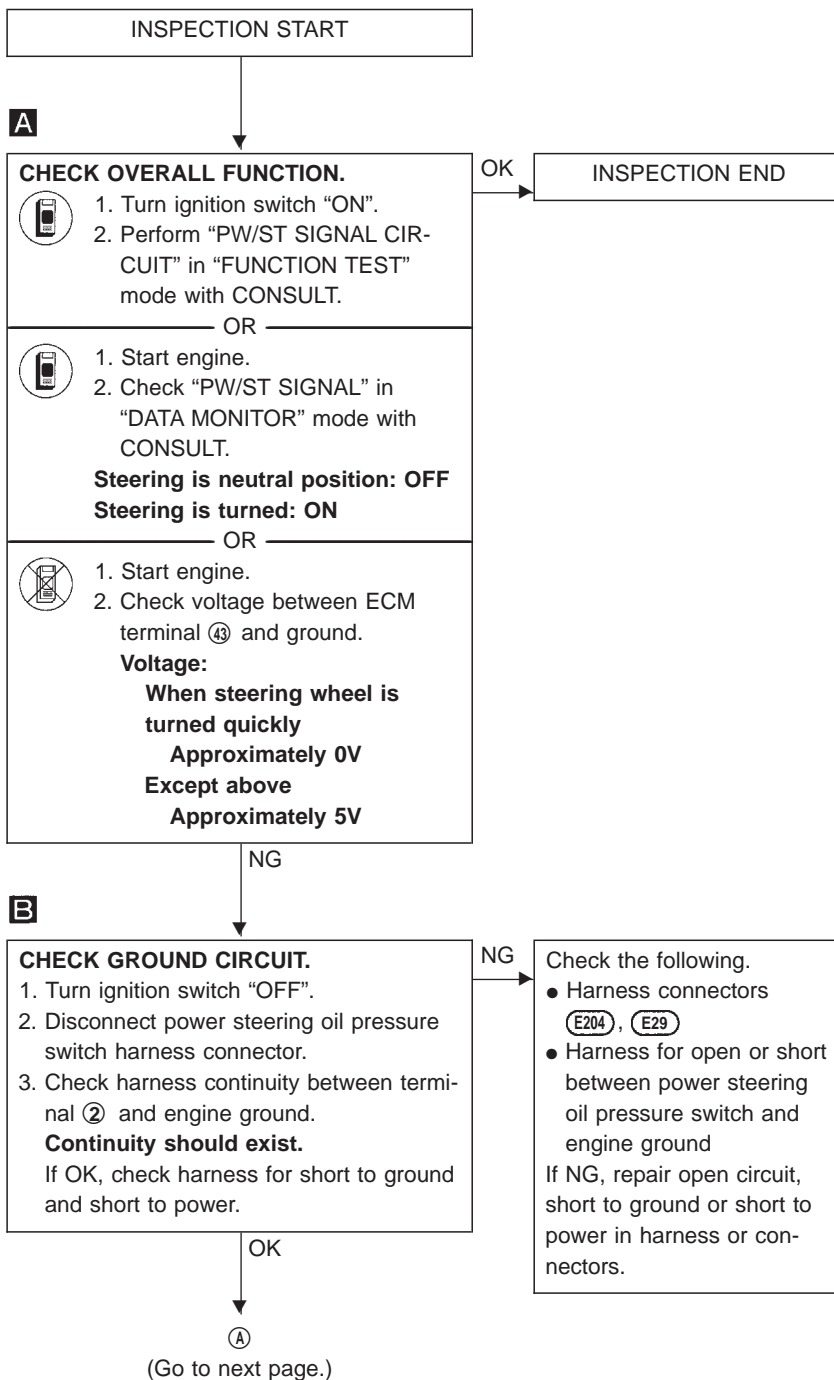 INSPECTION START
A
CHECK OVERALL FUNCTION.
1. Turn ignition switch “ON”.
2. Perform “PW/ST SIGNAL CIR-
CUIT” in “FUNCTION TEST”
mode with CONSULT.
OR
1. Start engine.
2. Check “PW/ST SIGNAL” in
“DATA MONITOR” mode with
CONSULT.
Steering is neutral position: OFF
Steering is turned: ON
OR
1. Start engine.
2. Check voltage between ECM
terminal 43 and ground.
Voltage:
When steering wheel is
turned quickly
Approximately 0V
Except above
Approximately 5V
OK
INSPECTION END
NG
B
CHECK GROUND CIRCUIT.
1. Turn ignition switch “OFF”.
2. Disconnect power steering oil pressure
switch harness connector.
3. Check harness continuity between termi-
nal ② and engine ground.
Continuity should exist.
If OK, check harness for short to ground
and short to power.
NG
Check the following.
● Harness connectors
E204, E29
● Harness for open or short
between power steering
oil pressure switch and
engine ground
If NG, repair open circuit,
short to ground or short to
power in harness or con-
nectors.
OK
Ⓐ
(Go to next page.)